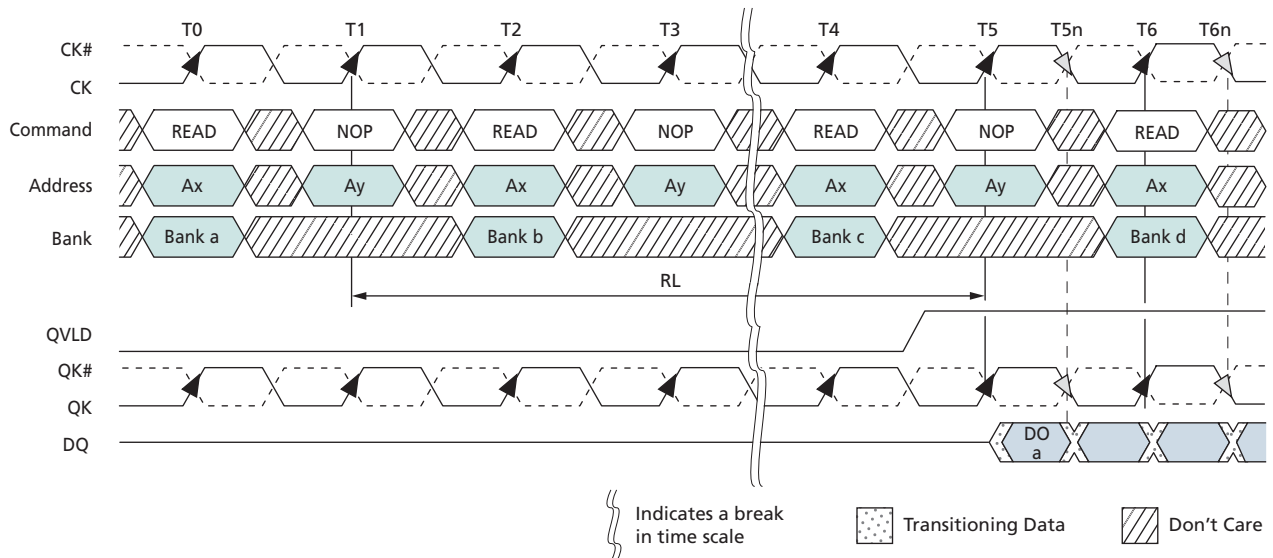 T0 T1 T2 T3 T4 T5 T5n T6 T6n
CK#
CK
Command READ NOP READ NOP READ NOP READ
Address Ax Ay Ax Ay Ax Ay Ax
Bank Bank a Bank b Bank c Bank d
RL
QVLD
QK#
QK
DQ DO
a
Indicates a break
in time scale
Transitioning Data
Don't Care